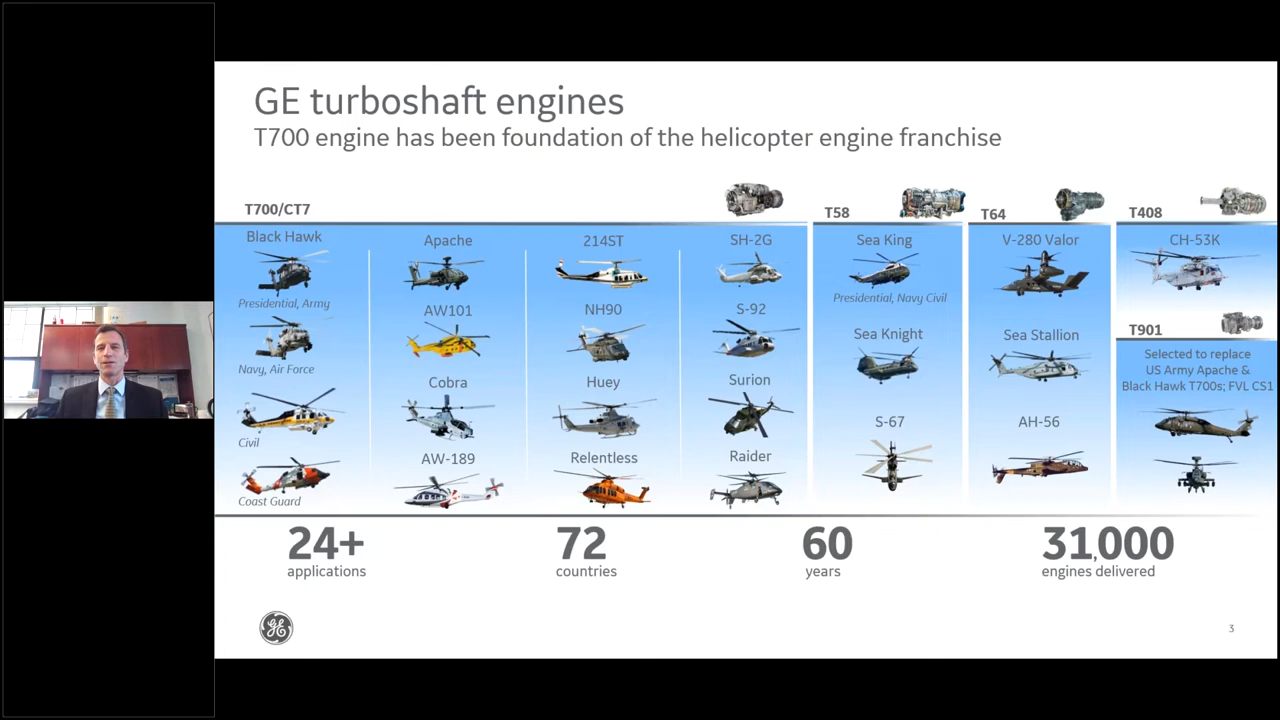 GE turboshaft engines
T700 engine has been foundation of the helicopter engine franchise
T700/CT7
Black Hawk
Presidential, Army
Navy, Air Force
Civil
Coast Guard
Apache
AW101
Cobra
AW-189
214ST
NH90
Huey
Relentless
SH-2G
S-92
Surion
Raider
T58
Sea King
Presidential, Navy Civil
Sea Knight
S-67
T64
V-280 Valor
Sea Stallion
AH-56
T408
CH-53K
T901
Selected to replace
US Army Apache &
Black Hawk T700s; FVL CS1
24+
applications
72
countries
60
years
31,000
engines delivered
GE
3